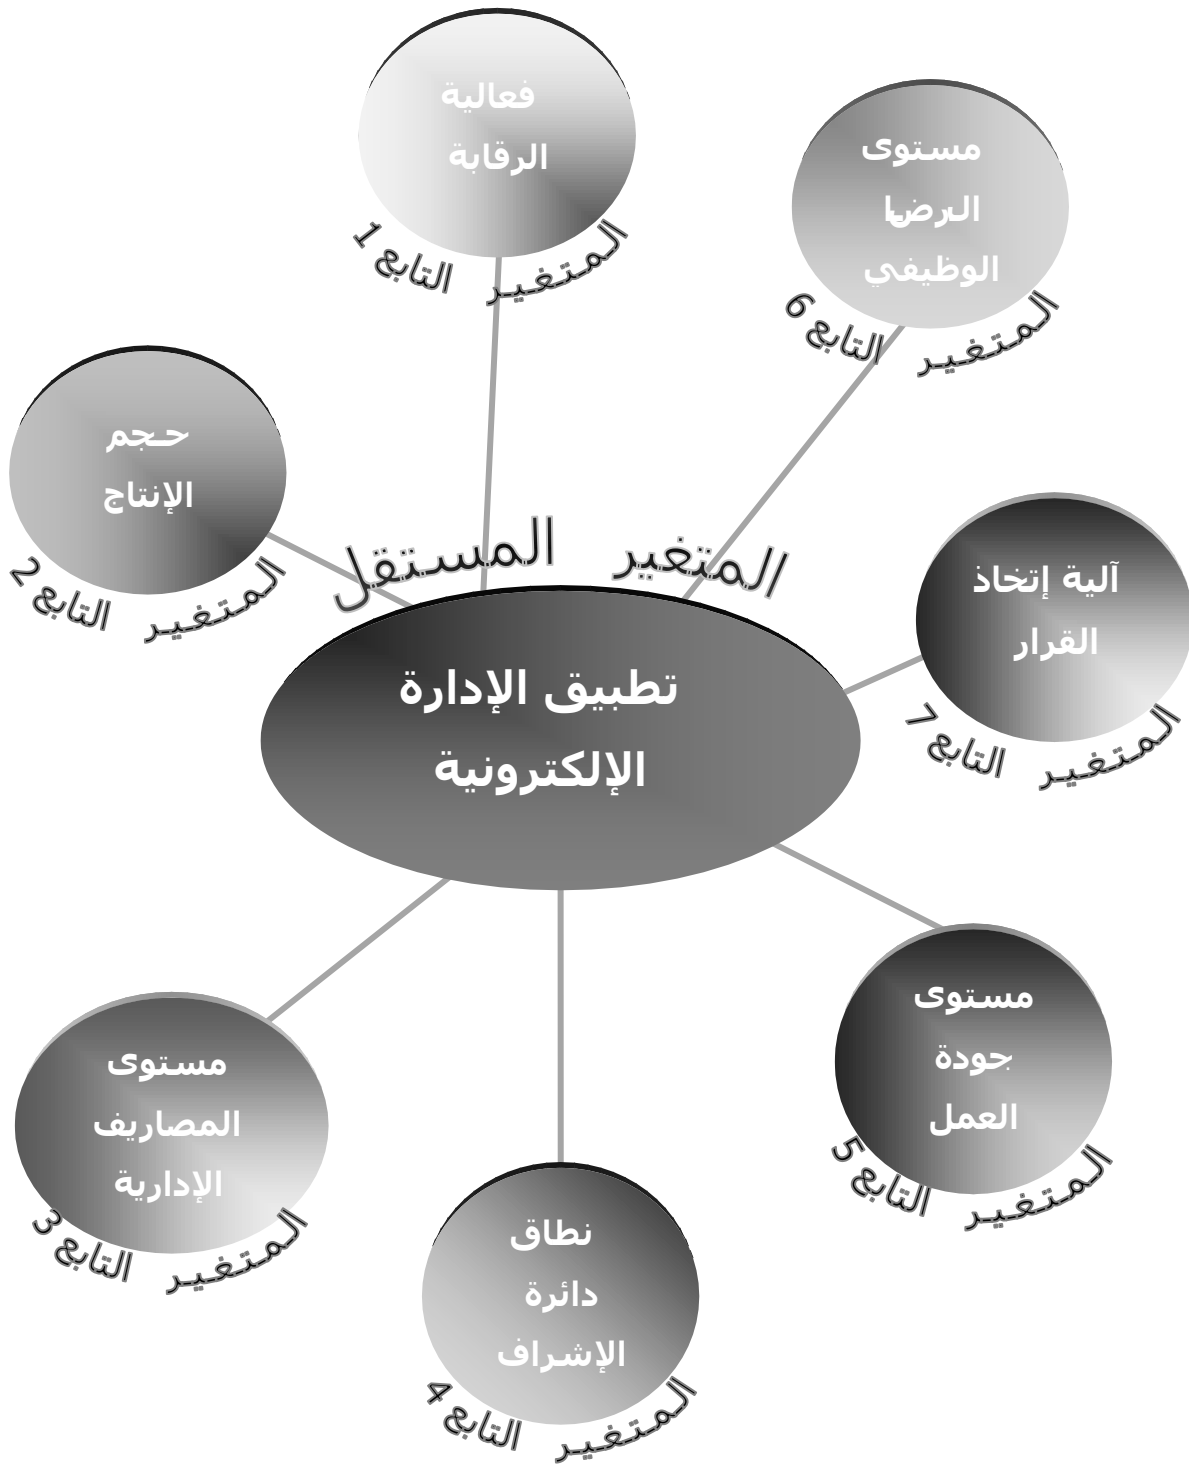 فعالية
الرقابة
المتغير التابع 1
مستوى
الرضا
الوظيفي
المتغير التابع 6
حجم
الإنتاج
المتغير التابع 2
المتغير المستقل
تطبيق الإدارة
الإلكترونية
آلية إتخاذ
القرار
المتغير التابع 7
مستوى
المصاريف
الإدارية
المتغير التابع 3
نطاق
دائرة
الإشراف
المتغير التابع 4
مستوى
جودة
العمل
المتغير التابع 5